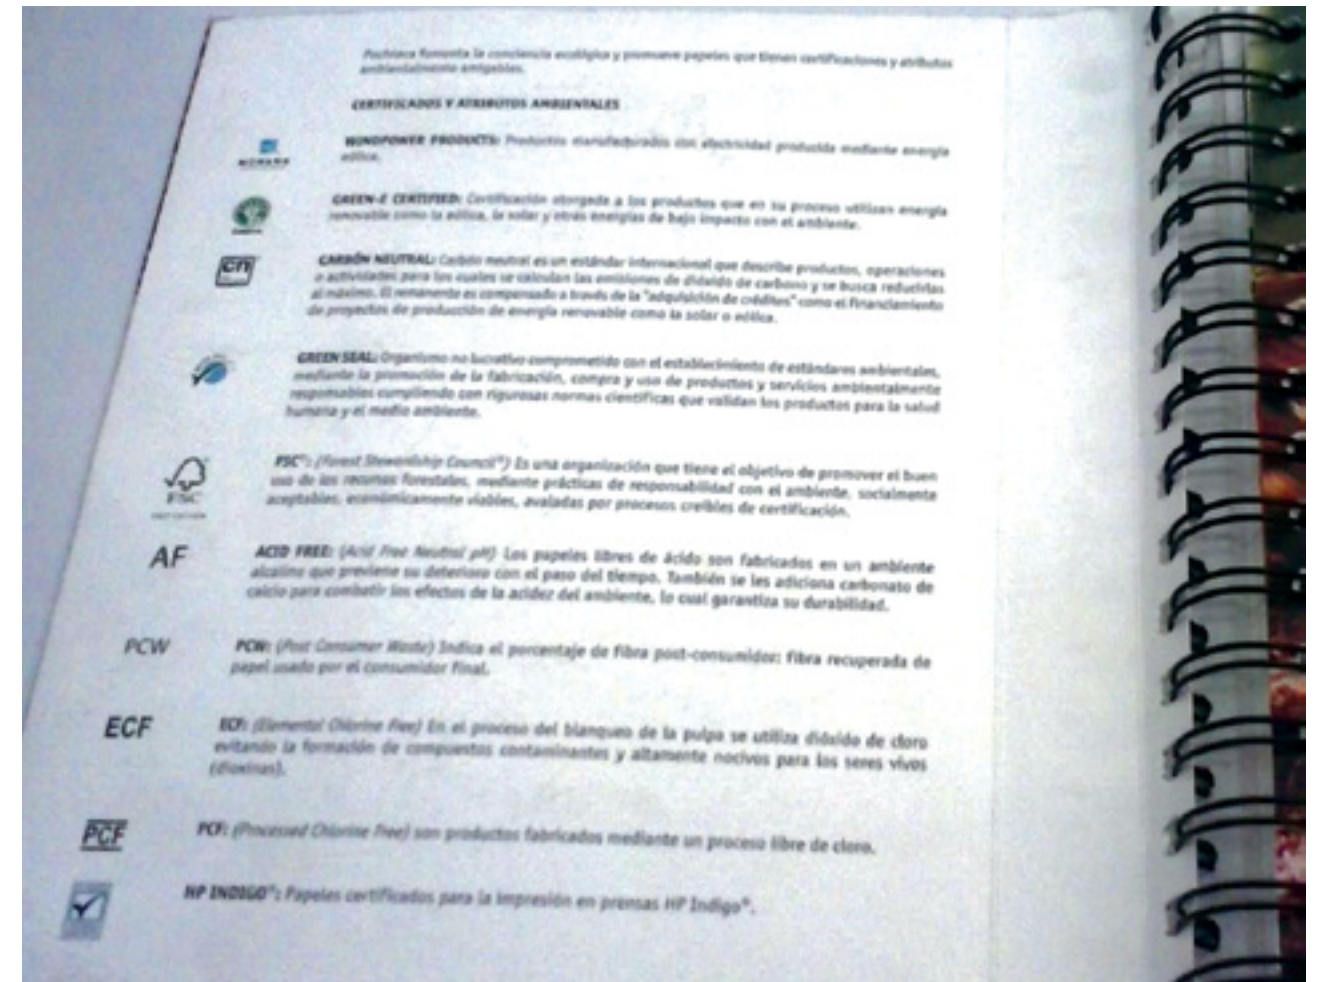 Pochteca fomenta la conciencia ecológica y promueve papeles que tienen certificaciones y atributos
ambientalmente amigables.
CERTIFICADOS Y ATRIBUTOS AMBIENTALES
WINDPOWER PRODUCTS: Productos manufacturados con electricidad producida mediante energía
eólica.
MOHAWK
GREEN-E CERTIFIED: Certificación otorgada a los productos que en su proceso utilizan energía
renovable como la eólica, la solar y otras energías de bajo impacto con el ambiente.
cn
CARBÓN NEUTRAL: Carbón neutral es un estándar internacional que describe productos, operaciones
o actividades para los cuales se calculan las emisiones de dióxido de carbono y se busca reducirlas
al máximo. El remanente es compensado a través de la "adquisición de créditos" como el financiamiento
de proyectos de producción de energía renovable como la solar o eólica.
GREEN SEAL: Organismo no lucrativo comprometido con el establecimiento de estándares ambientales,
mediante la promoción de la fabricación, compra y uso de productos y servicios ambientalmente
responsables cumpliendo con rigurosas normas científicas que validan los productos para la salud
humana y el medio ambiente.
FSC
FSC®: (Forest Stewardship Council®) Es una organización que tiene el objetivo de promover el buen
uso de los recursos forestales, mediante prácticas de responsabilidad con el ambiente, socialmente
aceptables, económicamente viables, avaladas por procesos creíbles de certificación.
AF
ACID FREE: (Acid Free Neutral pH) Los papeles libres de ácido son fabricados en un ambiente
alcalino que previene su deterioro con el paso del tiempo. También se les adiciona carbonato de
calcio para combatir los efectos de la acidez del ambiente, lo cual garantiza su durabilidad.
PCW
PCW: (Post Consumer Waste) Indica el porcentaje de fibra post-consumidor: fibra recuperada de
papel usado por el consumidor final.
ECF
ECF: (Elemental Chlorine Free) En el proceso del blanqueo de la pulpa se utiliza dióxido de cloro
evitando la formación de compuestos contaminantes y altamente nocivos para los seres vivos
(dioxinas).
PCF
PCF: (Processed Chlorine Free) son productos fabricados mediante un proceso libre de cloro.
HP INDIGO®: Papeles certificados para la impresión en prensas HP Indigo®.